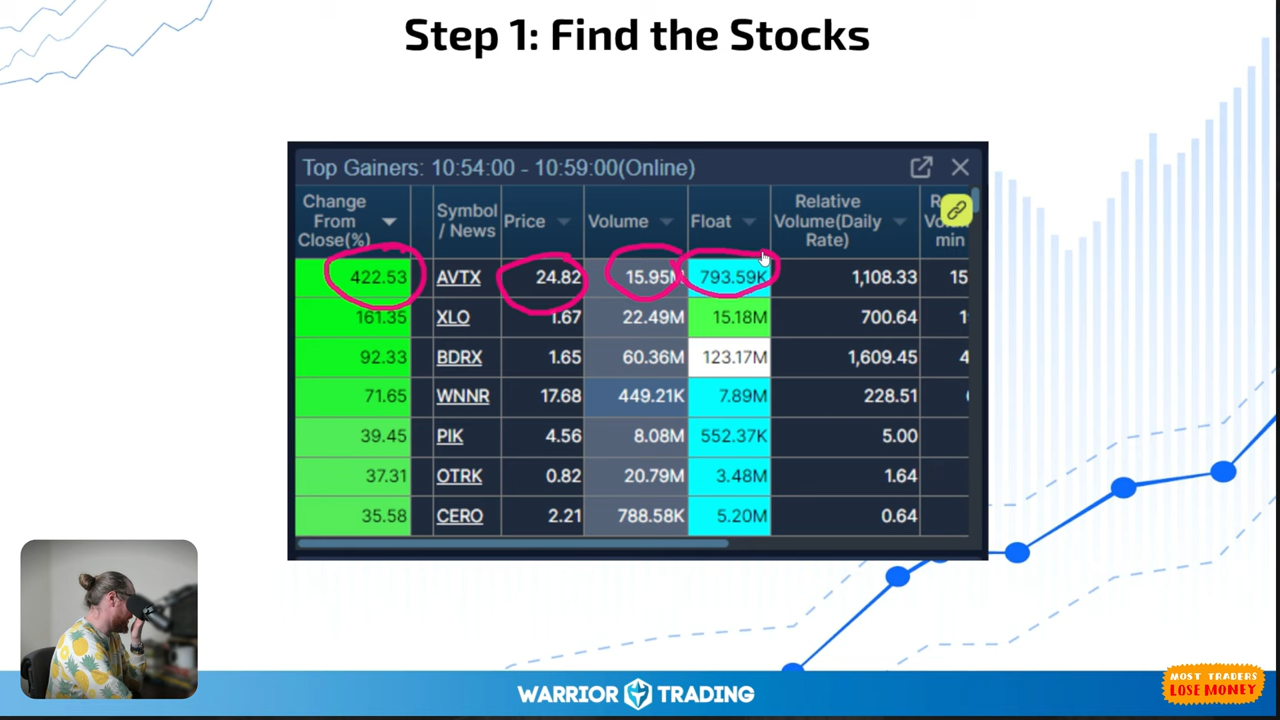 Step 1: Find the Stocks
Top Gainers: 10:54:00 - 10:59:00(Online)
Change From Close(%) Symbol / News Price Volume Float Relative Volume(Daily Rate) min
422.53 AVTX 24.82 15.95M 793.59K 1,108.33
161.35 XLO 1.67 22.49M 15.18M 700.64
92.33 BDRX 1.65 60.36M 123.17M 1,609.45
71.65 WNNR 17.68 449.21K 7.89M 228.51
39.45 PIK 4.56 8.08M 552.37K 5.00
37.31 OTRK 0.82 20.79M 3.48M 1.64
35.58 CERO 2.21 788.58K 5.20M 0.64
WARRIOR TRADING
MOST TRADERS
LOSE MONEY